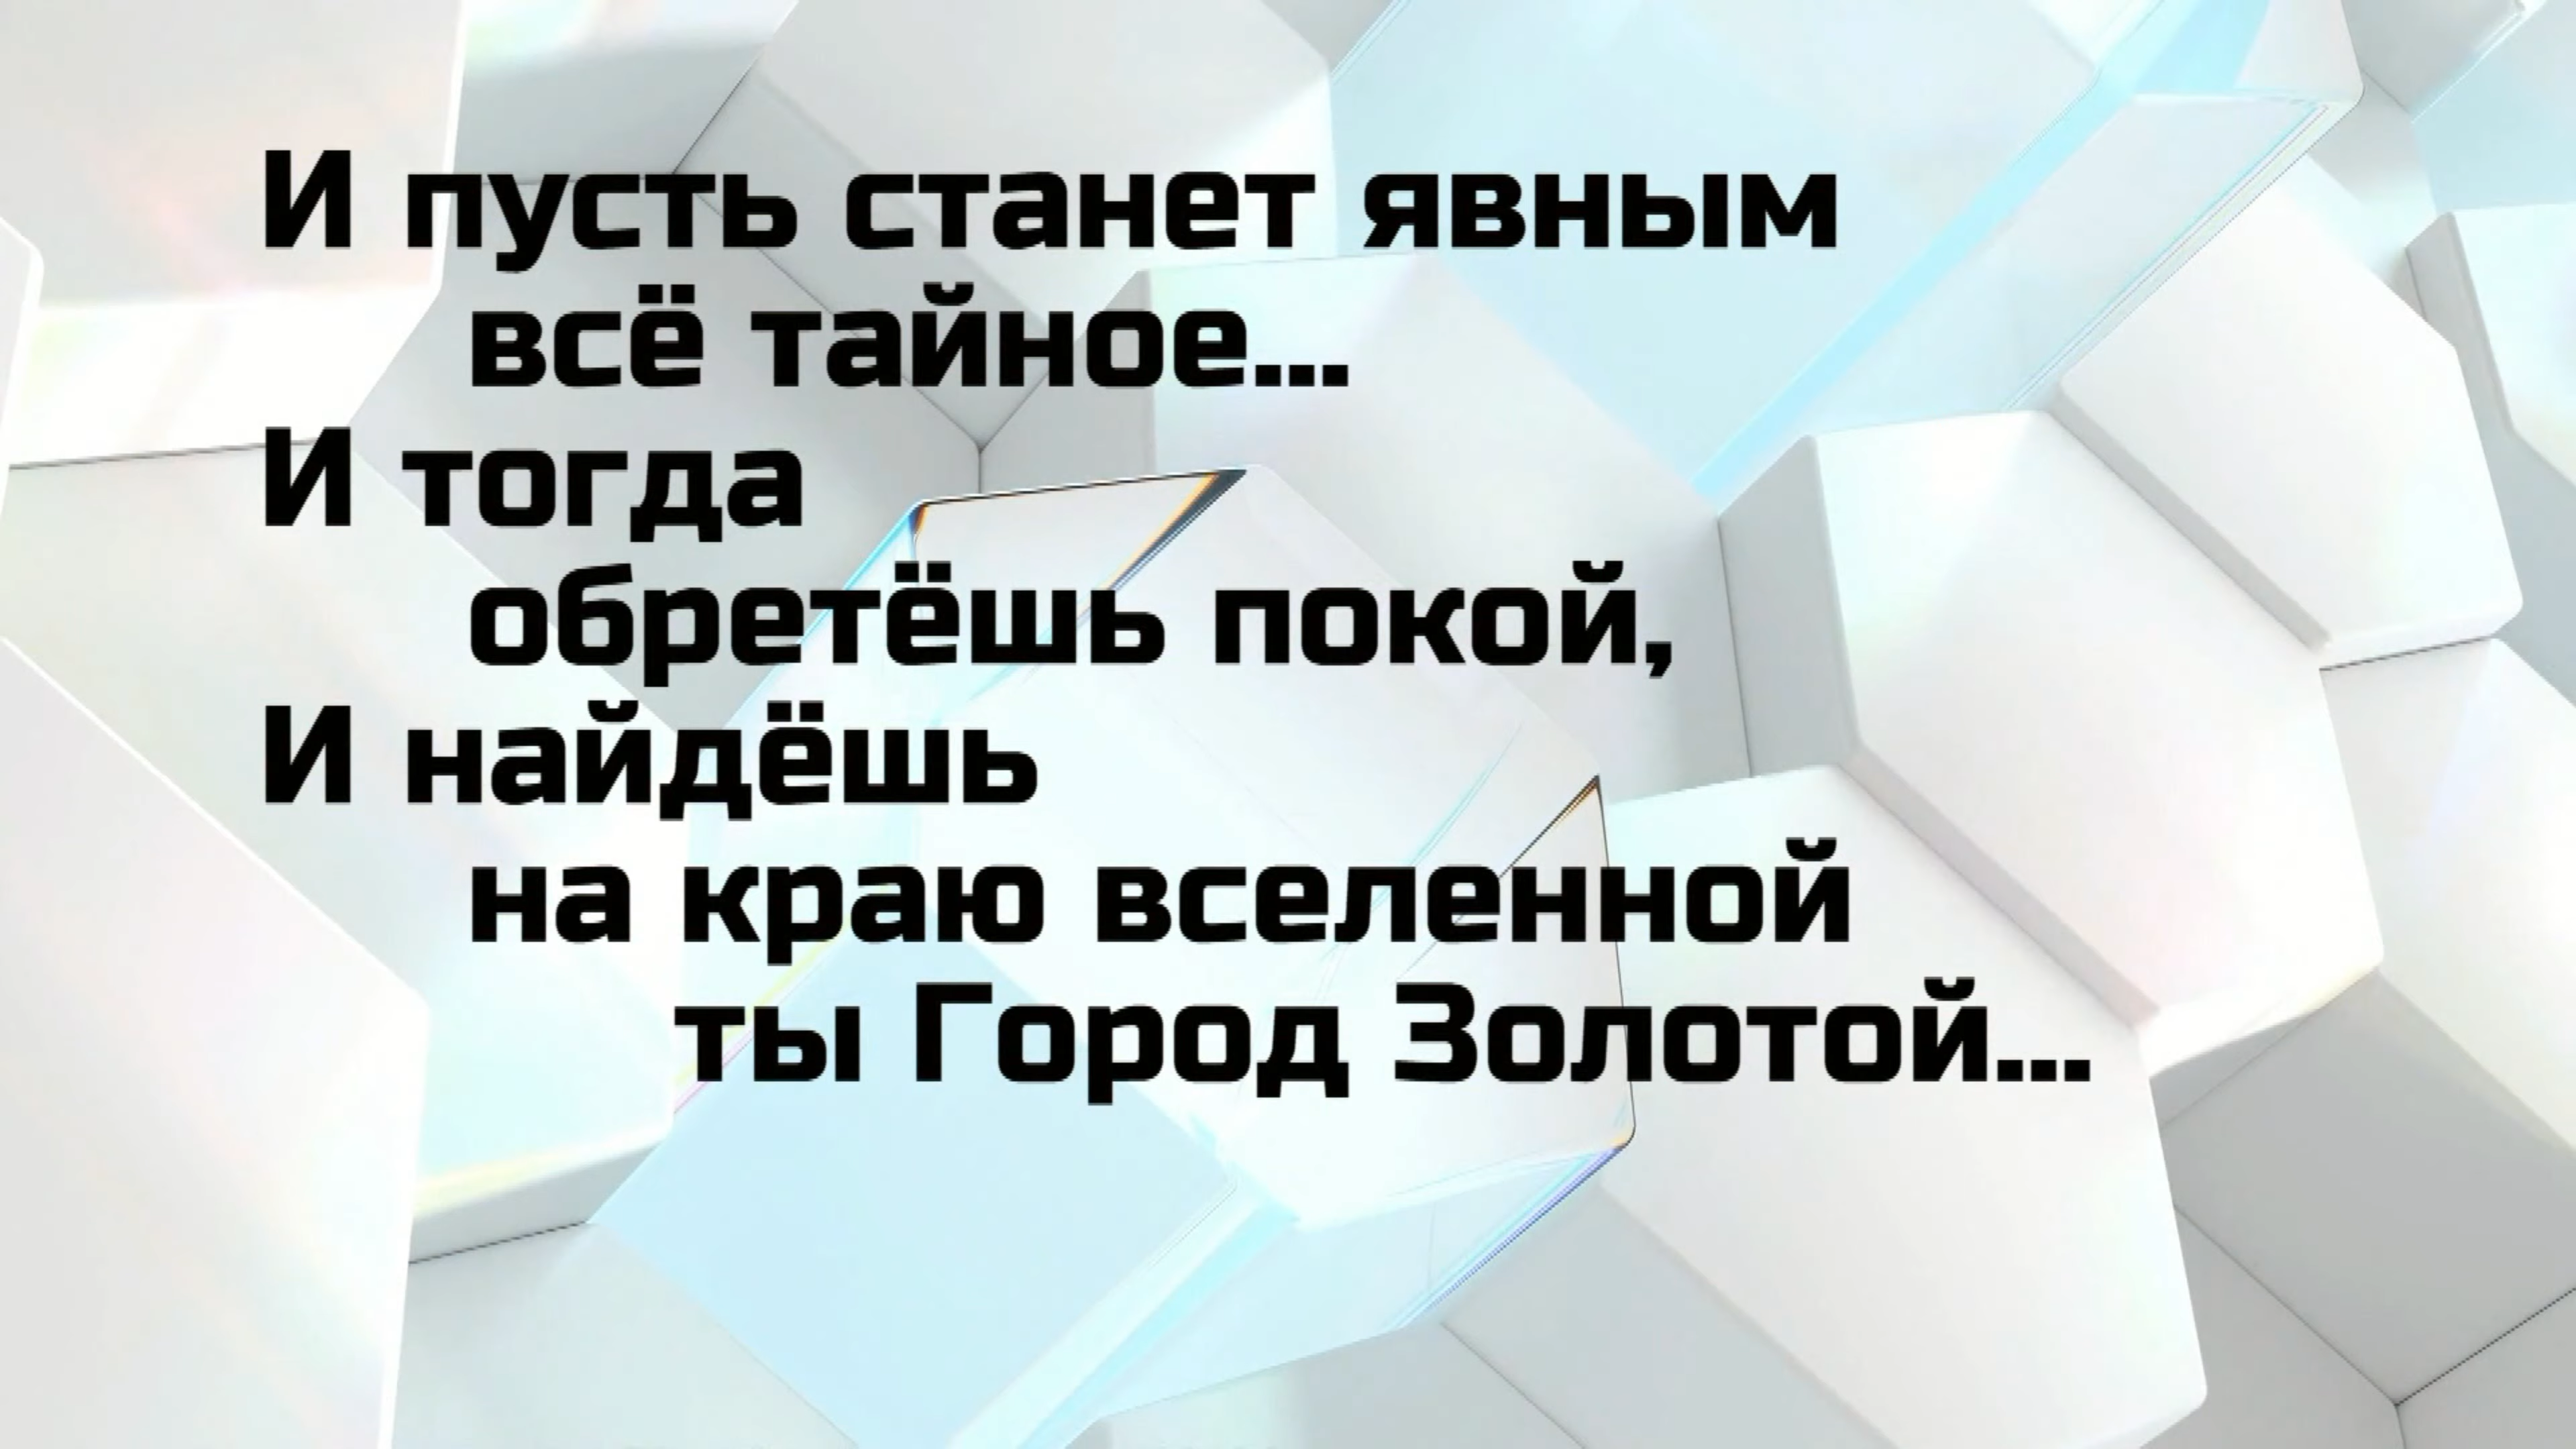 И пусть станет явным
всё тайное...
И тогда
обретёшь покой,
И найдёшь
на краю вселенной
ты Город Золотой...